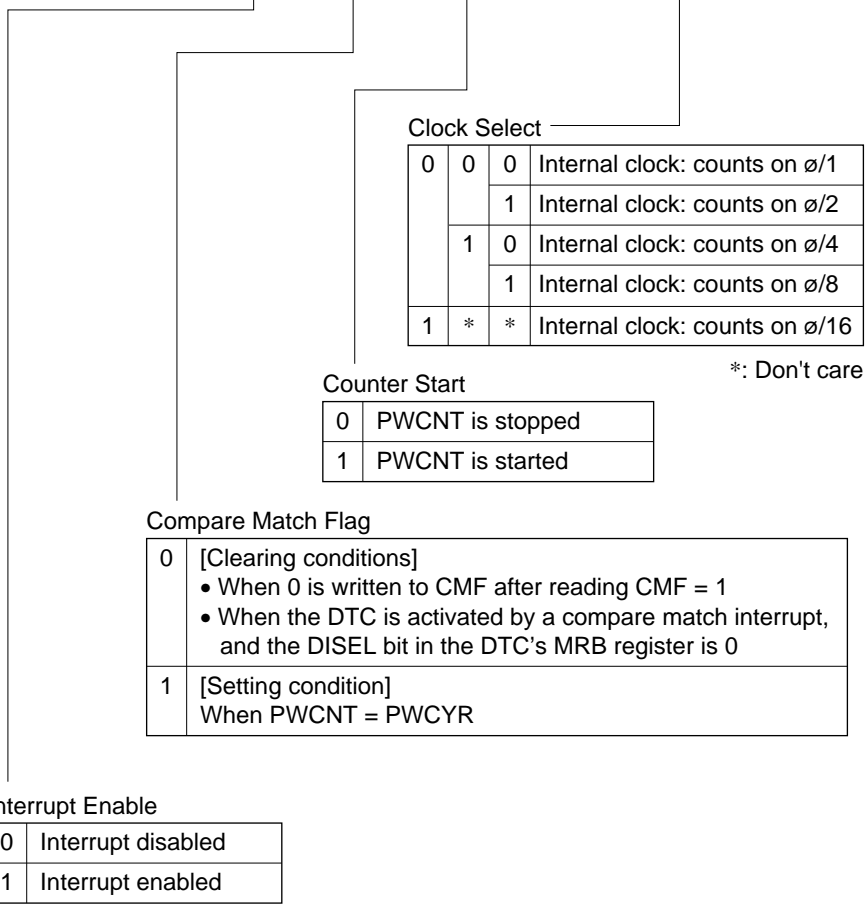 Clock Select
0 0 0 Internal clock: counts on ø/1
1 Internal clock: counts on ø/2
1 0 Internal clock: counts on ø/4
1 Internal clock: counts on ø/8
1 * * Internal clock: counts on ø/16
*: Don't care
Counter Start
0 PWCNT is stopped
1 PWCNT is started
Compare Match Flag
0 [Clearing conditions]
• When 0 is written to CMF after reading CMF = 1
• When the DTC is activated by a compare match interrupt,
and the DISEL bit in the DTC's MRB register is 0
1 [Setting condition]
When PWCNT = PWCYR
nterrupt Enable
0 Interrupt disabled
1 Interrupt enabled